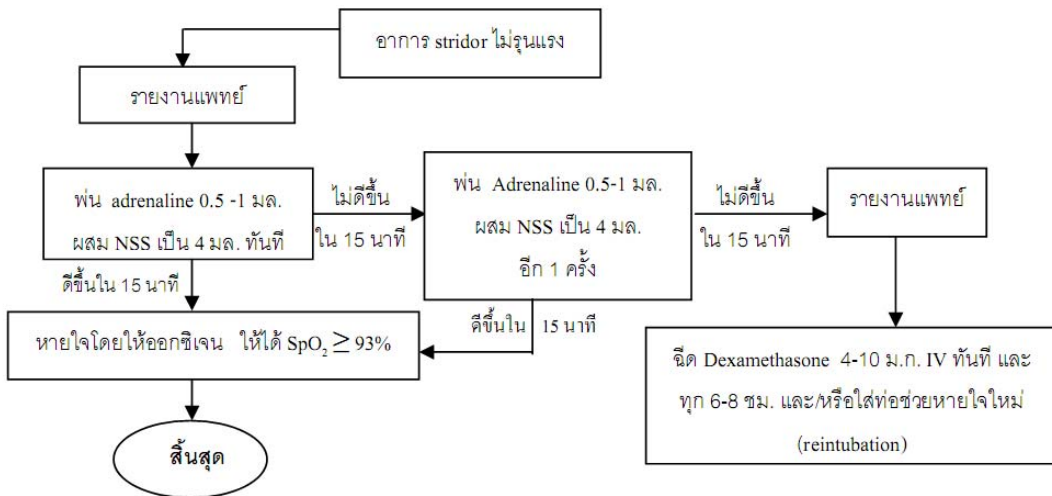 อาการ stridor ไม่รุนแรง
รายงานแพทย์
พ่น adrenaline 0.5 -1 มล.
ผสม NSS เป็น 4 มล. ทันที
ไม่ดีขึ้น
ใน 15 นาที
พ่น Adrenaline 0.5-1 มล.
ผสม NSS เป็น 4 มล.
อีก 1 ครั้ง
ไม่ดีขึ้น
ใน 15 นาที
รายงานแพทย์
ดีขึ้นใน 15 นาที
ดีขึ้นใน 15 นาที
หายใจโดยให้ออกซิเจน ให้ได้ SpO₂ ≥ 93%
ฉีด Dexamethasone 4-10 ม.ก. IV ทันที และ
ทุก 6-8 ชม. และ/หรือใส่ท่อช่วยหายใจใหม่
(reintubation)
สิ้นสุด